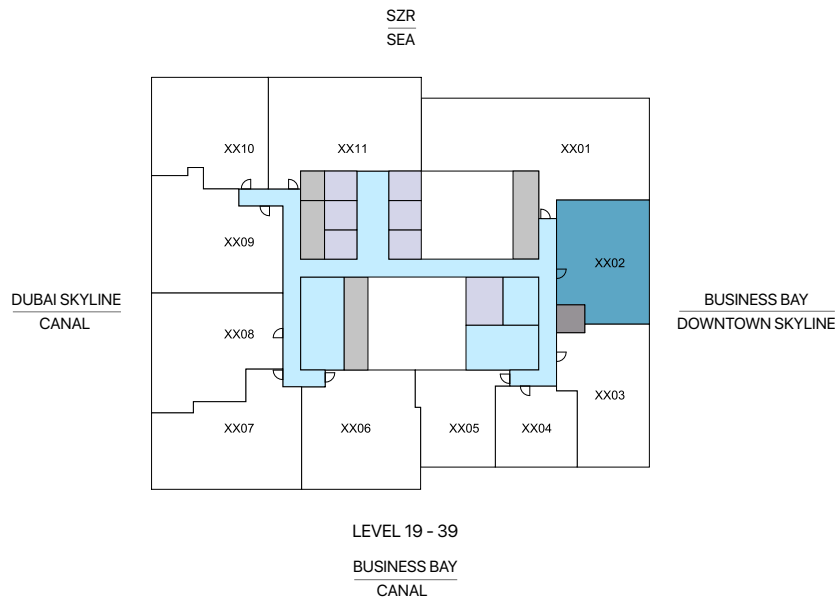 SZR
SEA
XX10
XX11
XX01
XX09
XX02
DUBAI SKYLINE
CANAL
BUSINESS BAY
DOWNTOWN SKYLINE
XX08
XX03
XX07
XX06
XX05
XX04
LEVEL 19 - 39
BUSINESS BAY
CANAL